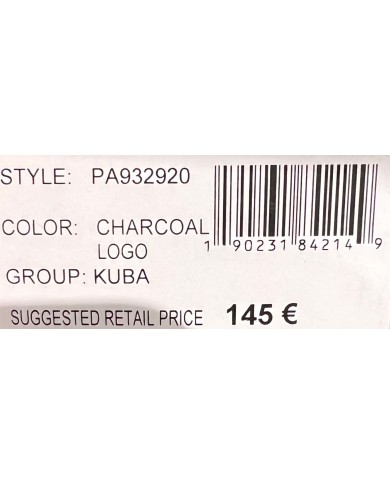 STYLE: PA932920
COLOR: CHARCOAL
LOGO
1 90231 84214 9
GROUP: KUBA
SUGGESTED RETAIL PRICE 145 €